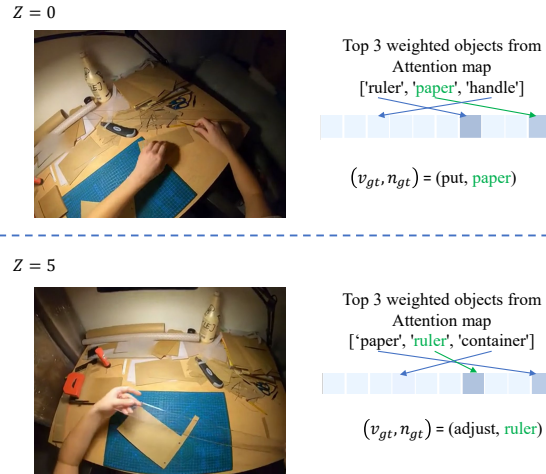 Z = 0
Top 3 weighted objects from
Attention map
['ruler', 'paper', 'handle']
(v_gt, n_gt) = (put, paper)
Z = 5
Top 3 weighted objects from
Attention map
[‘paper', 'ruler', 'container']
(v_gt, n_gt) = (adjust, ruler)